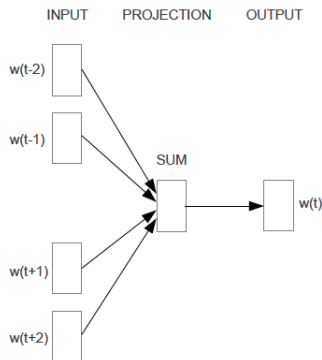 INPUT PROJECTION OUTPUT
w(t-2)
w(t-1)
SUM
w(t)
w(t+1)
w(t+2)